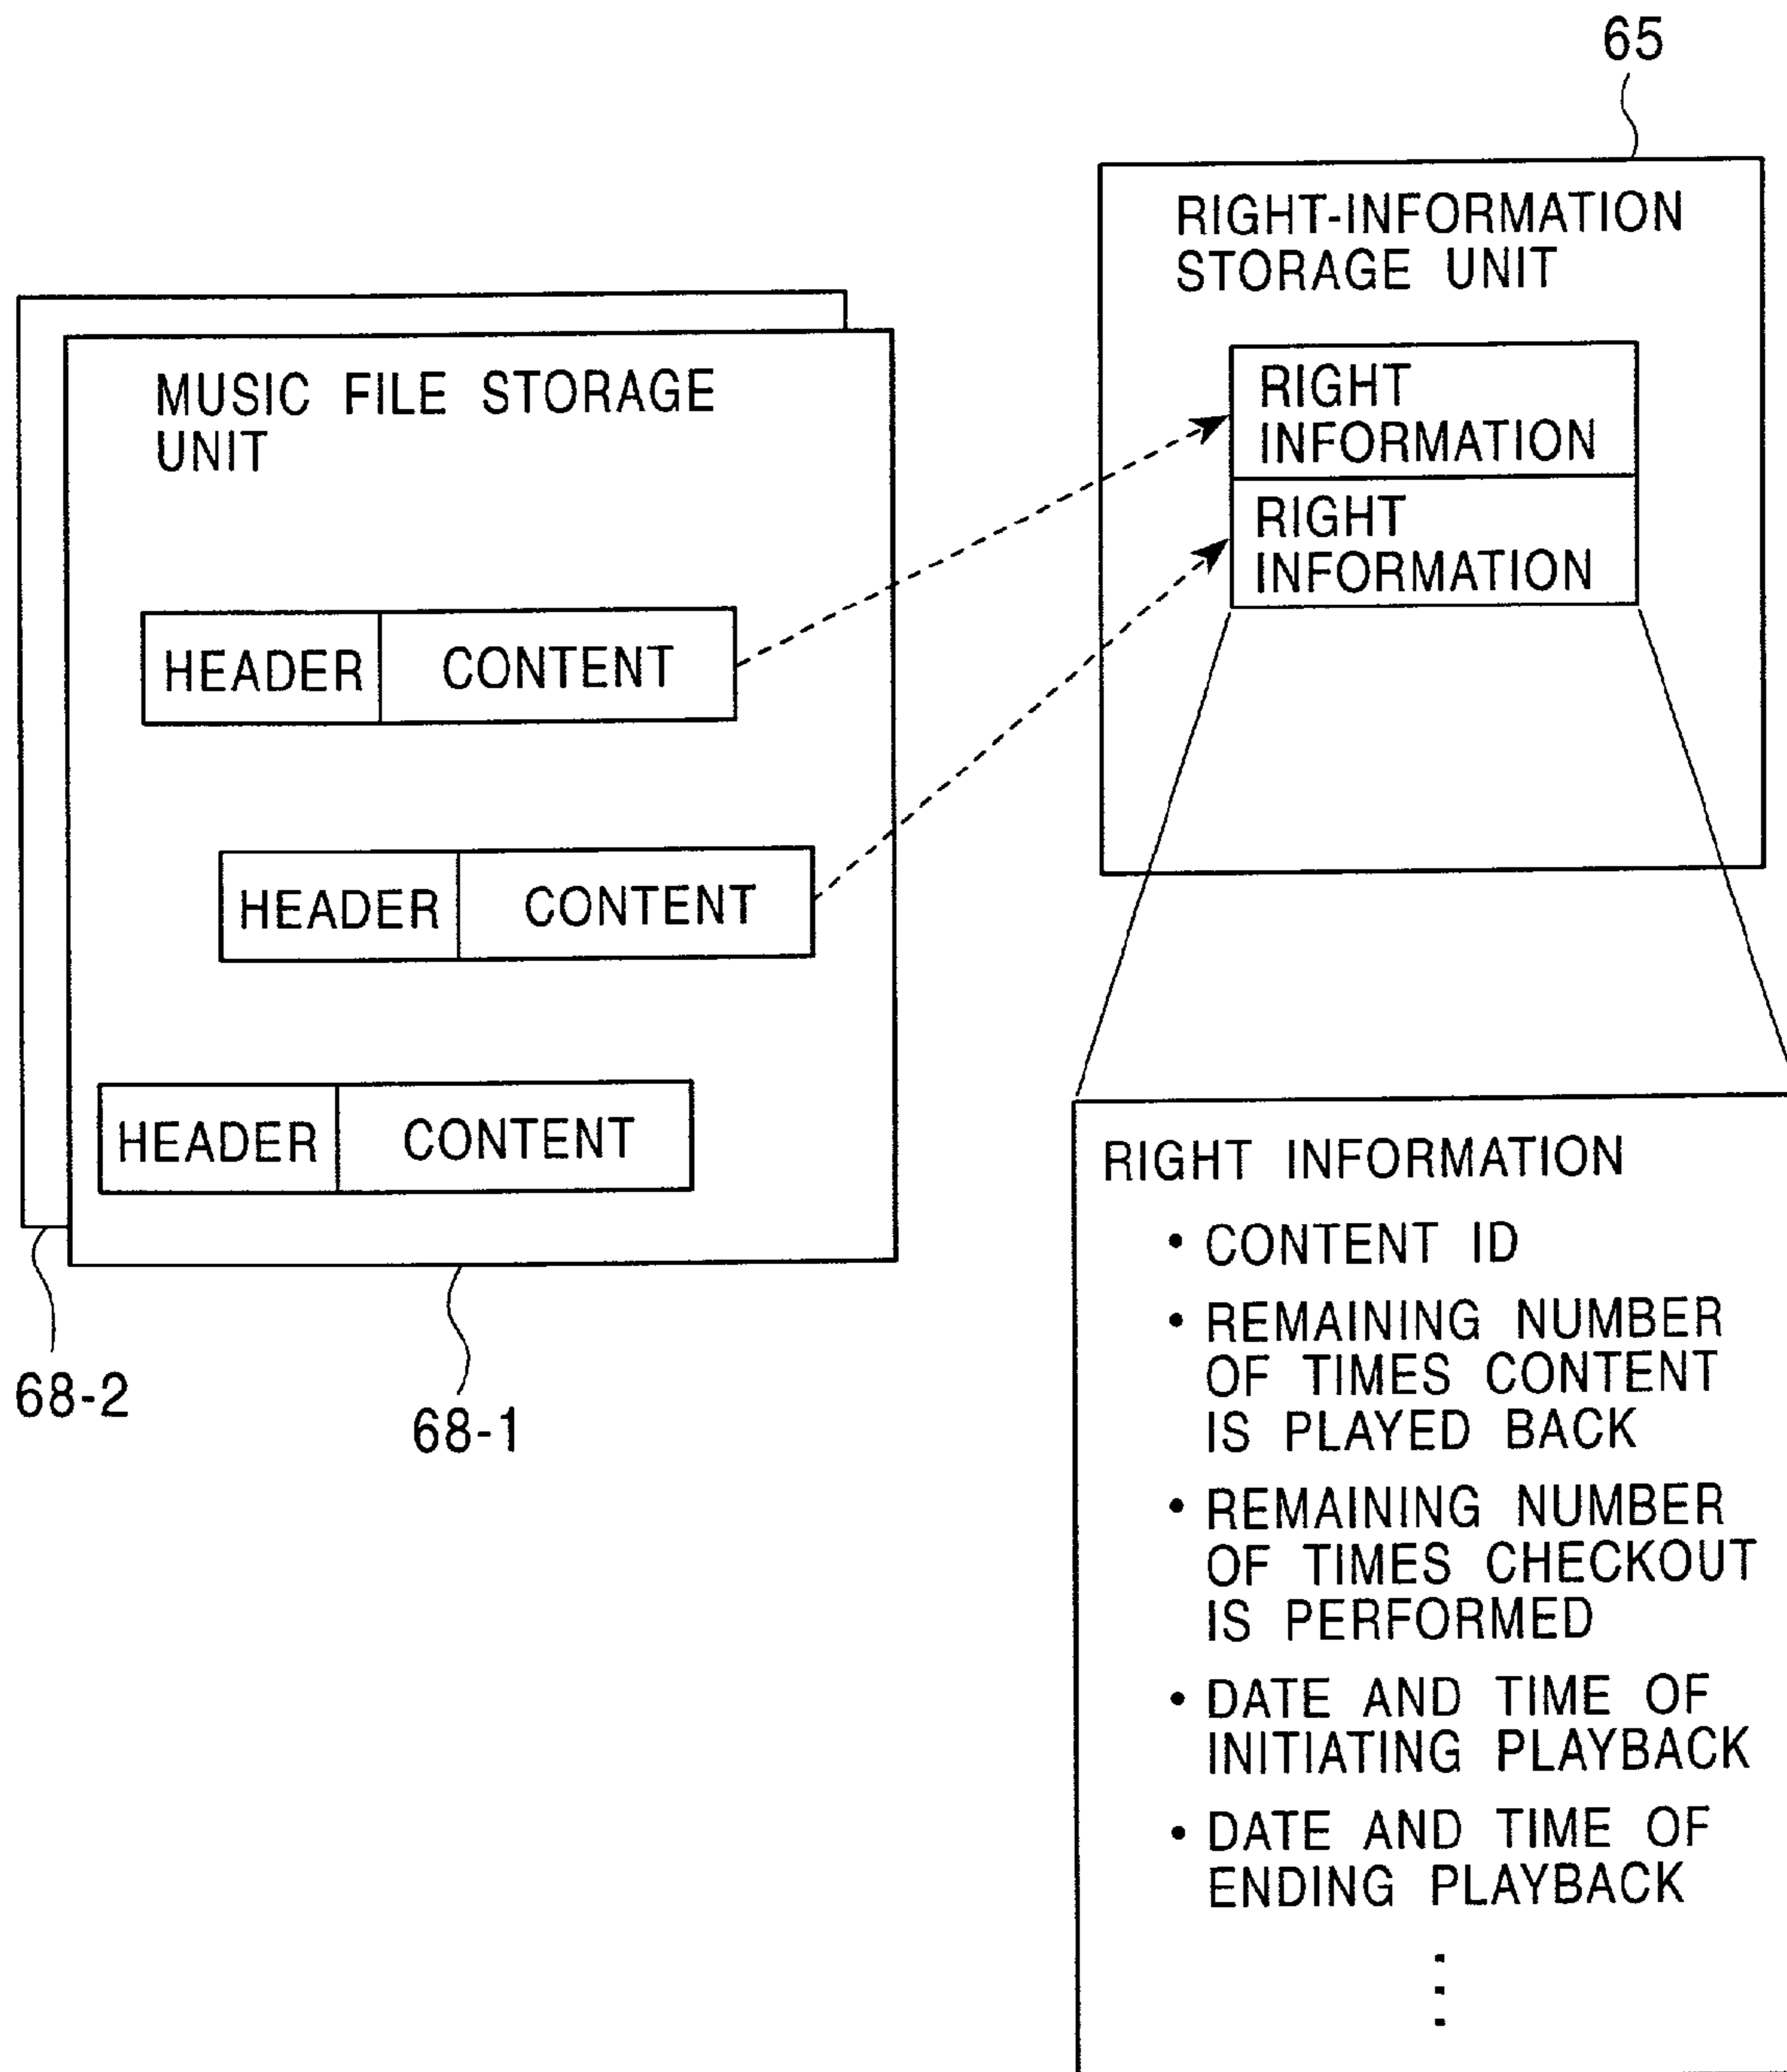 65
RIGHT-INFORMATION
STORAGE UNIT
RIGHT
INFORMATION
RIGHT
INFORMATION
MUSIC FILE STORAGE
UNIT
HEADER CONTENT
HEADER CONTENT
HEADER CONTENT
68-2
68-1
RIGHT INFORMATION
• CONTENT ID
• REMAINING NUMBER
OF TIMES CONTENT
IS PLAYED BACK
• REMAINING NUMBER
OF TIMES CHECKOUT
IS PERFORMED
• DATE AND TIME OF
INITIATING PLAYBACK
• DATE AND TIME OF
ENDING PLAYBACK